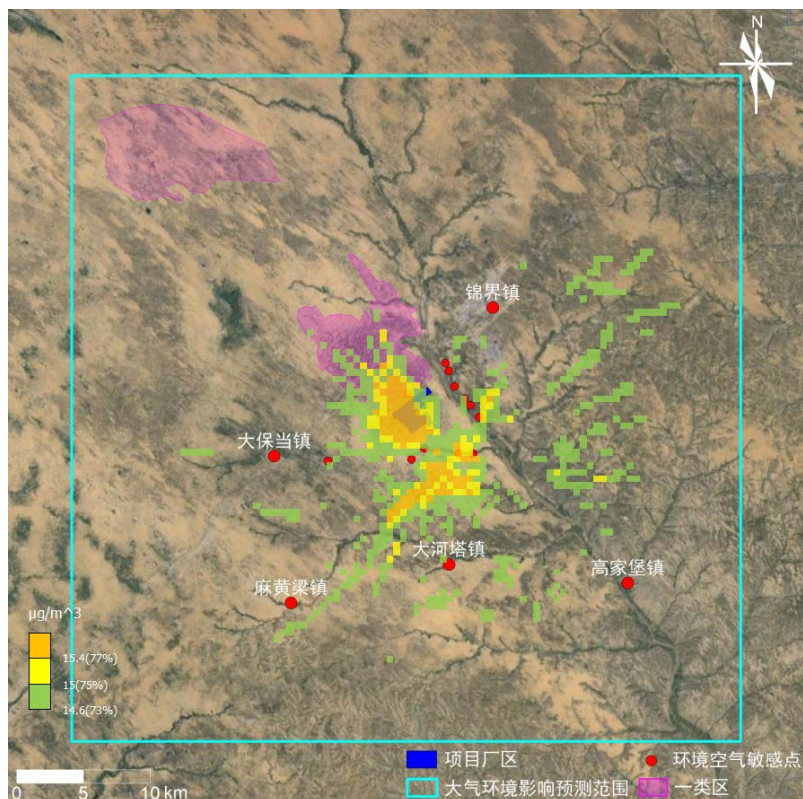 N
锦界镇
大保当镇
大河塔镇
高家堡镇
麻黄梁镇
μg/m^3
15.4(77%)
15(75%)
14.6(73%)
项目厂区
环境空气敏感点
0 5 10 km
大气环境影响预测范围
一类区